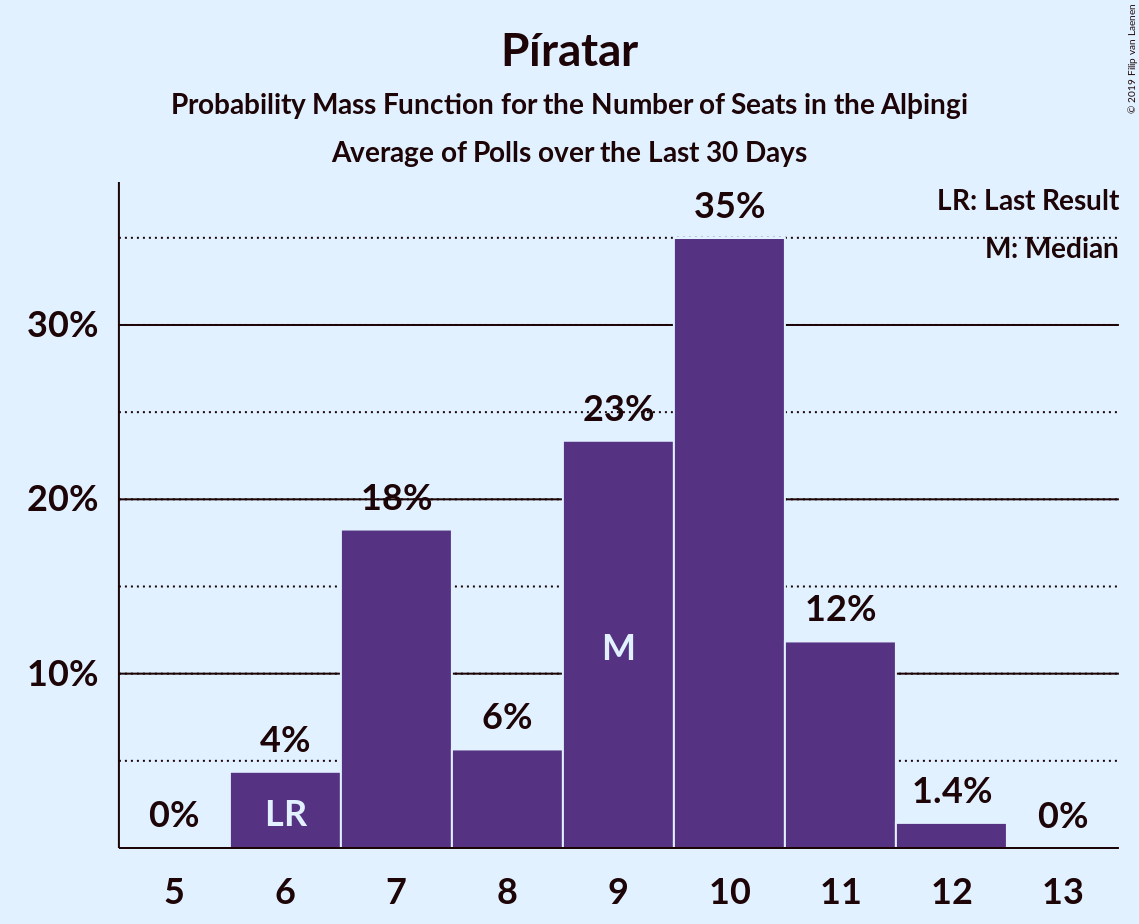 Píratar
Probability Mass Function for the Number of Seats in the Alþingi
Average of Polls over the Last 30 Days
© 2019 Filip van Laenen
LR: Last Result
M: Median
35%
30%
23%
20%
18%
12%
10%
M
6%
4%
1.4%
0%
LR
0%
5 6 7 8 9 10 11 12 13